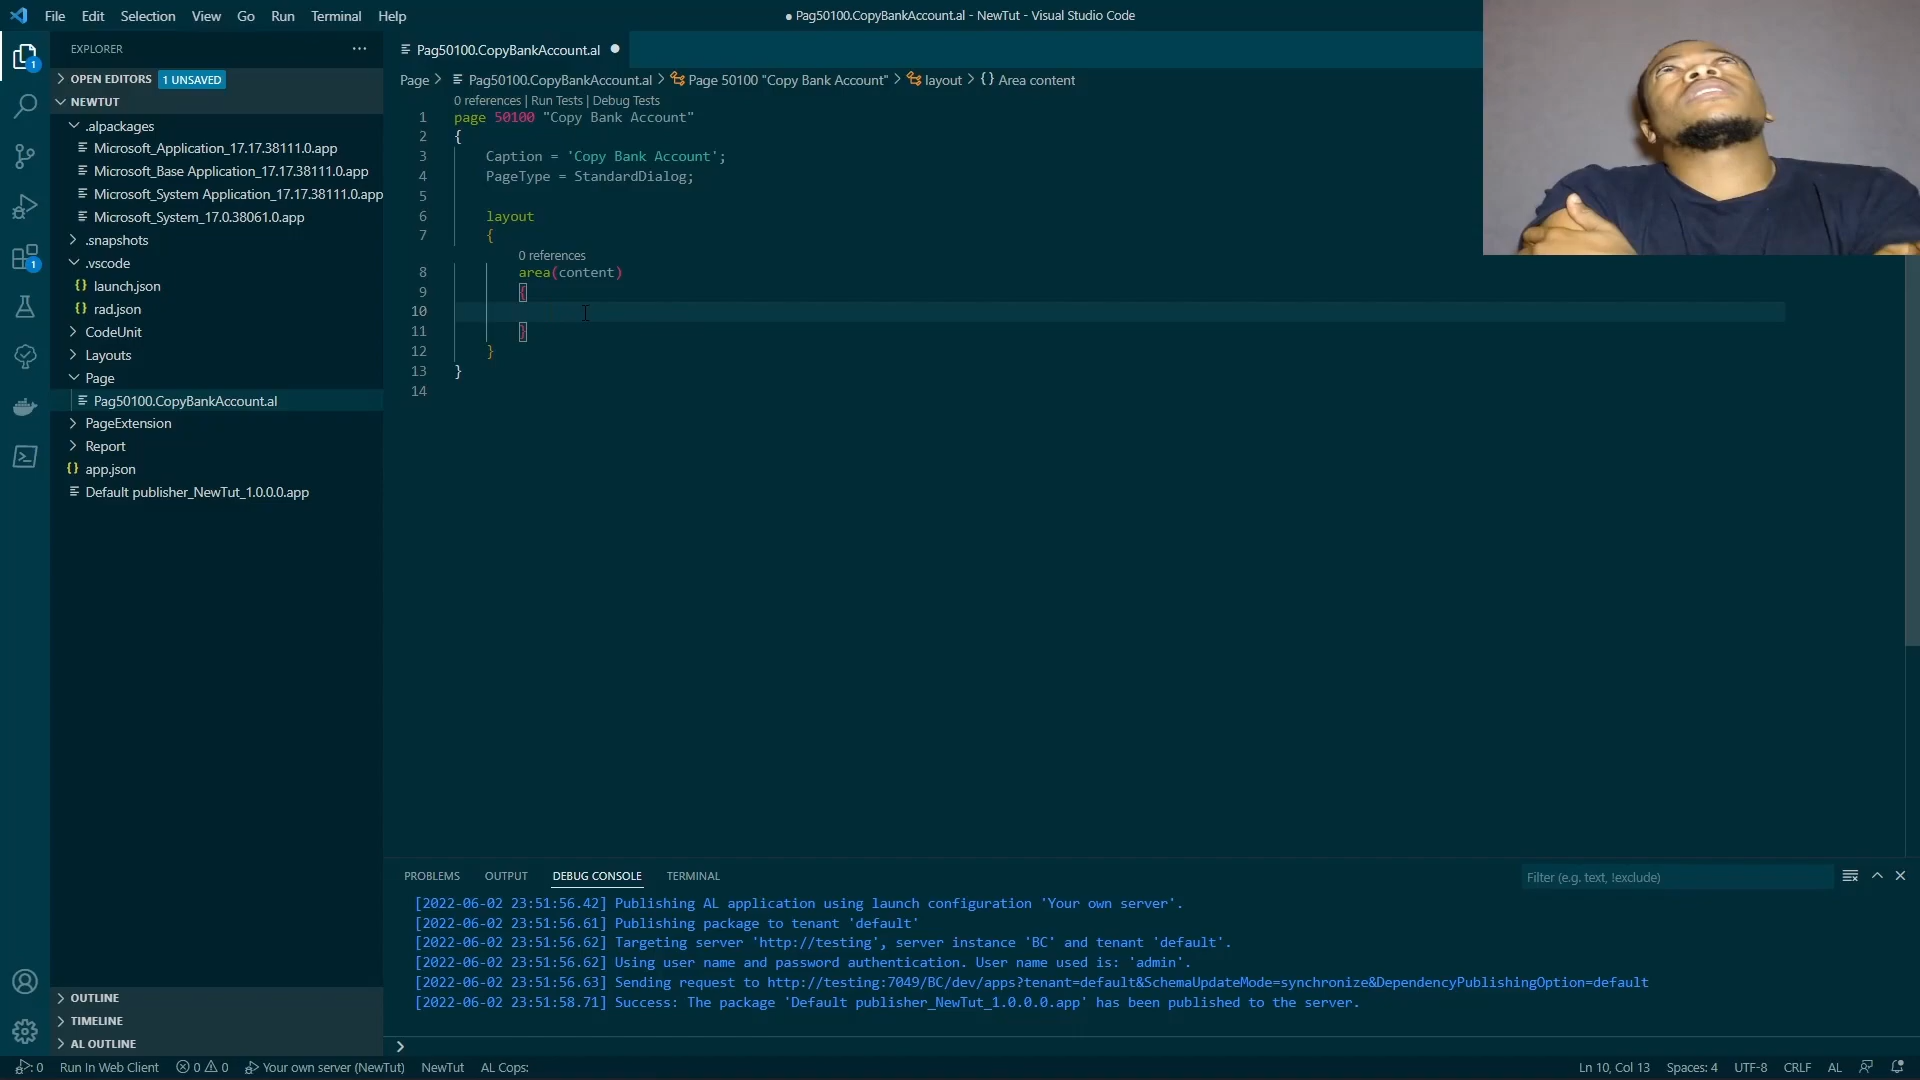 File Edit Selection View Go Run Terminal Help
● Pag50100.CopyBankAccount.al - NewTut - Visual Studio Code
EXPLORER
OPEN EDITORS 1 UNSAVED
NEWTUT
.alpackages
Microsoft_Application_17.17.38111.0.app
Microsoft_Base Application_17.17.38111.0.app
Microsoft_System Application_17.17.38111.0.app
Microsoft_System_17.0.38061.0.app
.snapshots
.vscode
{} launch.json
{} rad.json
CodeUnit
Layouts
Page
Pag50100.CopyBankAccount.al
PageExtension
Report
{} app.json
Default publisher_NewTut_1.0.0.0.app
OUTLINE
TIMELINE
AL OUTLINE
1
1
Pag50100.CopyBankAccount.al ●
Page > Pag50100.CopyBankAccount.al > Page 50100 "Copy Bank Account" > layout > {} Area content
0 references | Run Tests | Debug Tests
1 page 50100 "Copy Bank Account"
2 {
3 Caption = 'Copy Bank Account';
4 PageType = StandardDialog;
5
6 layout
7 {
0 references
8 area(content)
9 {
10
11 }
12 }
13 }
14
PROBLEMS OUTPUT DEBUG CONSOLE TERMINAL
Filter (e.g. text, !exclude)
[2022-06-02 23:51:56.42] Publishing AL application using launch configuration 'Your own server'.
[2022-06-02 23:51:56.61] Publishing package to tenant 'default'
[2022-06-02 23:51:56.62] Targeting server 'http://testing', server instance 'BC' and tenant 'default'.
[2022-06-02 23:51:56.62] Using user name and password authentication. User name used is: 'admin'.
[2022-06-02 23:51:56.63] Sending request to http://testing:7049/BC/dev/apps?tenant=default&SchemaUpdateMode=synchronize&DependencyPublishingOption=default
[2022-06-02 23:51:58.71] Success: The package 'Default publisher_NewTut_1.0.0.0.app' has been published to the server.
: 0 Run In Web Client 0 0 Your own server (NewTut) NewTut AL Cops:
Ln 10, Col 13 Spaces: 4 UTF-8 CRLF AL